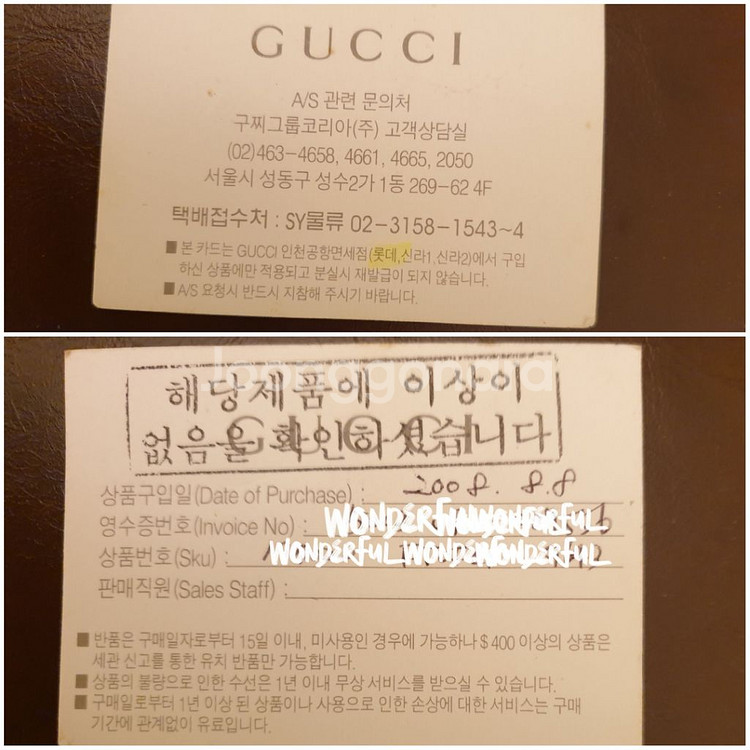 GUCCI
A/S 관련 문의처
구찌그룹코리아(주) 고객상담실
(02)463-4658, 4661, 4665, 2050
서울시 성동구 성수2가 1동 269-62 4F
택배접수처 : SY물류 02-3158-1543~4
■ 본 카드는 GUCCI 인천공항면세점(롯데,신라1,신라2)에서 구입
하신 상품에만 적용되고 분실시 재발급이 되지 않습니다.
■ A/S 요청시 반드시 지참해 주시기 바랍니다.
Joonggonara
해당제품에 이상이
없음을 확인하셨습니다
GUCCI
상품구입일(Date of Purchase) : 2008. 8.8
영수증번호(Invoice No) : WONDERFUL WONDERFUL
상품번호(Sku) : WONDERFUL WONDERFUL WONDERFUL
판매직원(Sales Staff) :
■ 반품은 구매일자로부터 15일 이내, 미사용인 경우에 가능하나 $400 이상의 상품은
세관 신고를 통한 유치 반품만 가능합니다.
■ 상품의 불량으로 인한 수선은 1년 이내 무상 서비스를 받으실 수 있습니다.
■ 구매일로부터 1년 이상 된 상품이나 사용으로 인한 손상에 대한 서비스는 구매
기간에 관계없이 유료입니다.